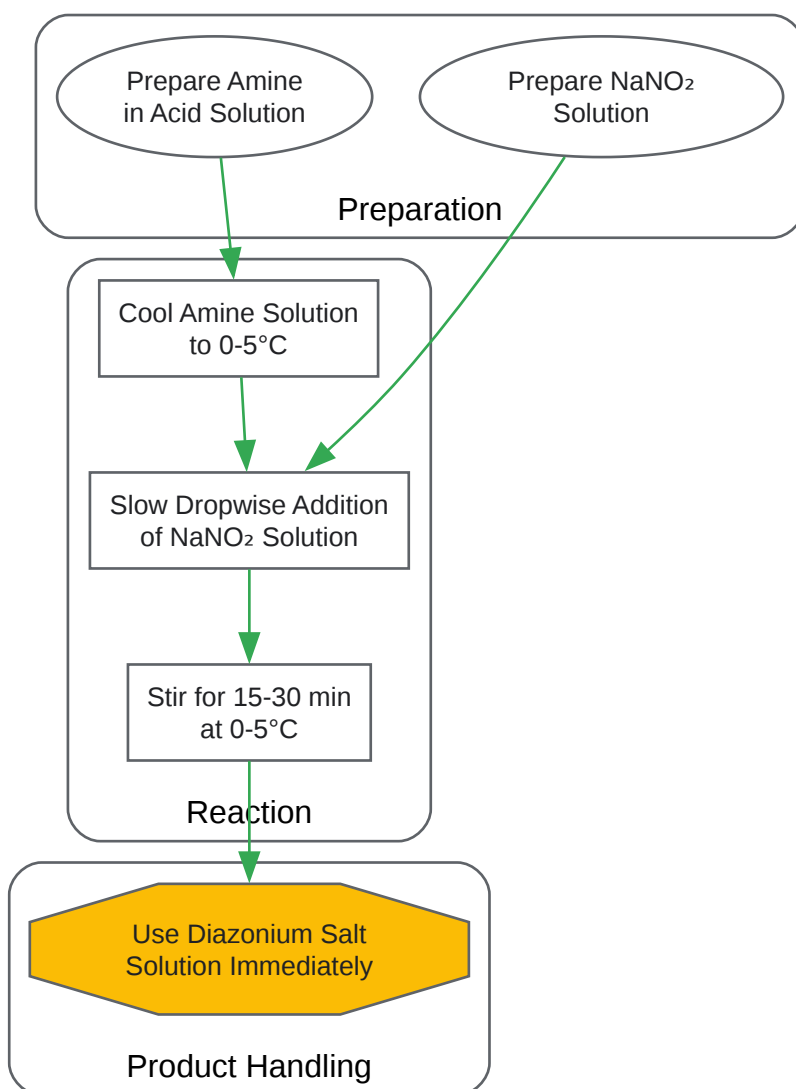 Prepare Amine
in Acid Solution
Prepare NaNO₂
Solution
Preparation
Cool Amine Solution
to 0-5°C
Slow Dropwise Addition
of NaNO₂ Solution
Stir for 15-30 min
at 0-5°C
Reaction
Use Diazonium Salt
Solution Immediately
Product Handling